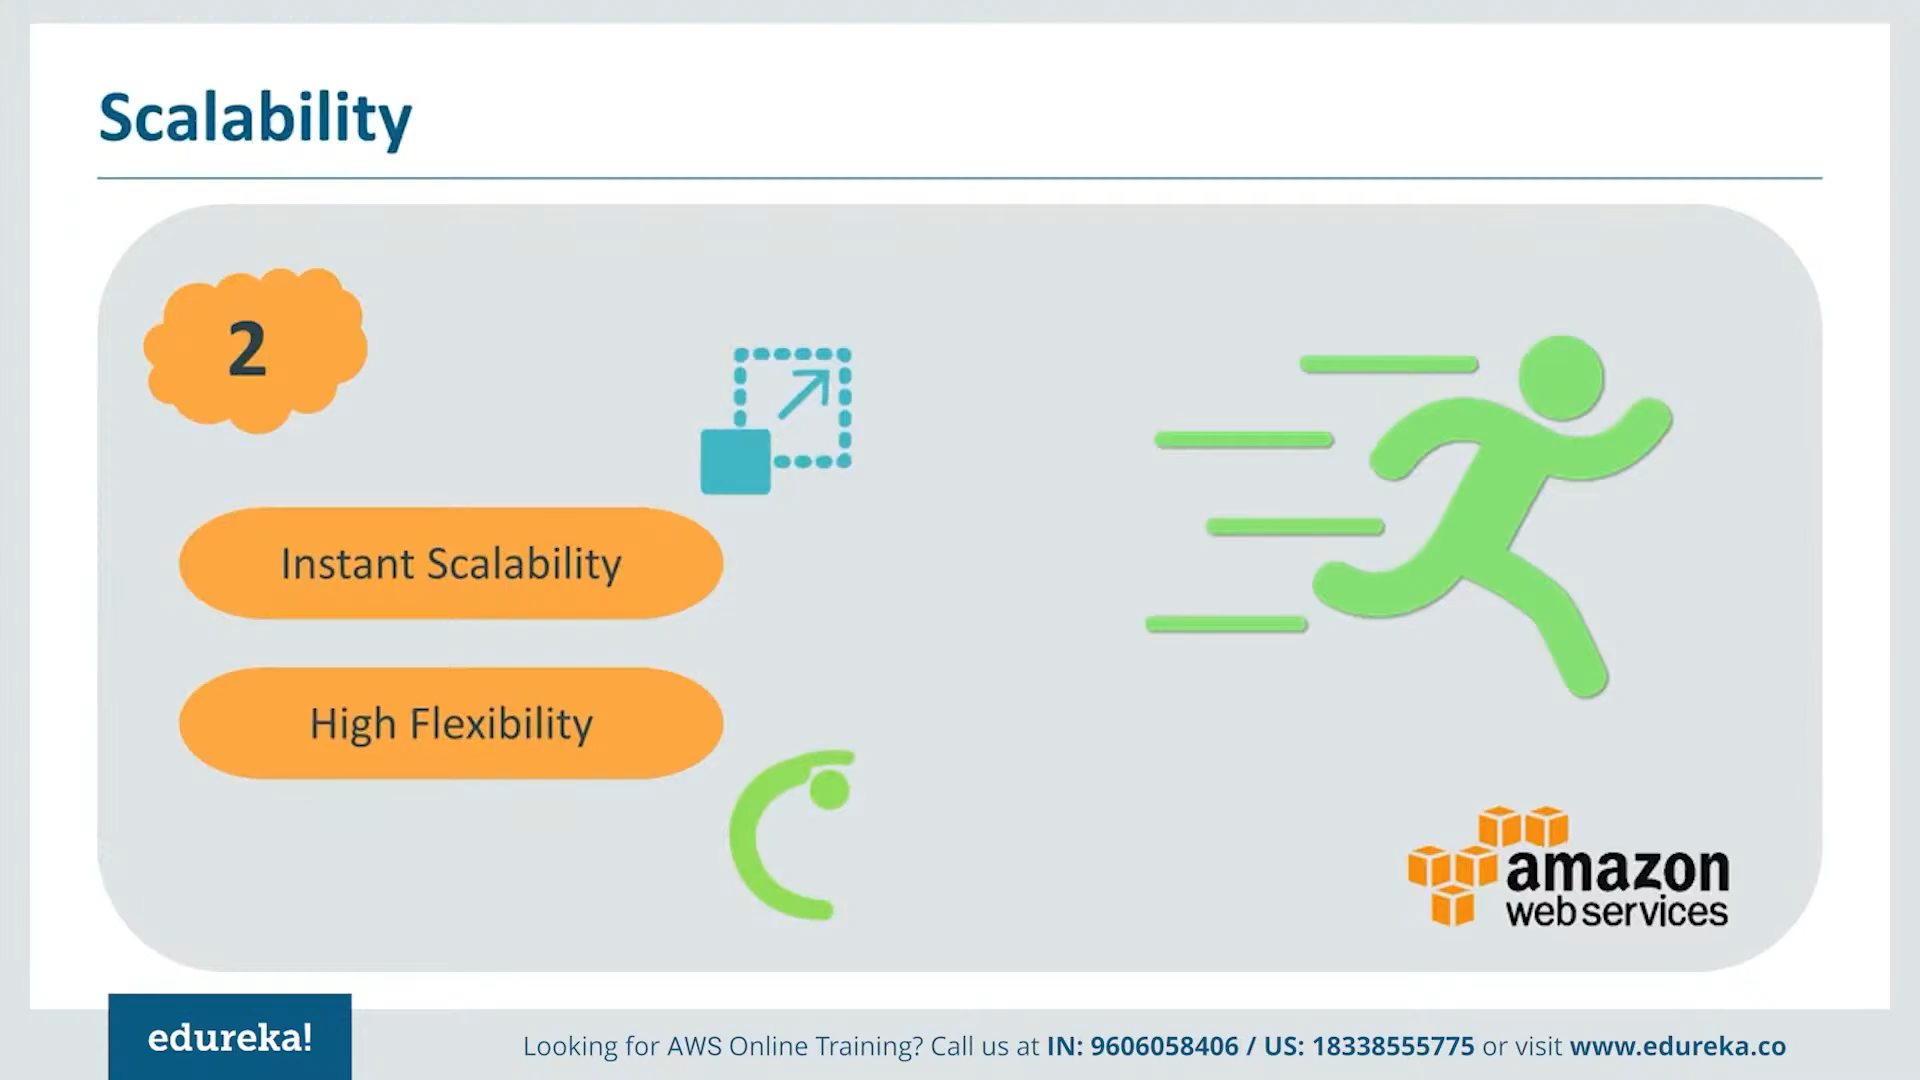 Scalability
2
Instant Scalability
High Flexibility
amazon
web services
edureka!
Looking for AWS Online Training? Call us at IN: 9606058406 / US: 18338555775 or visit www.edureka.co